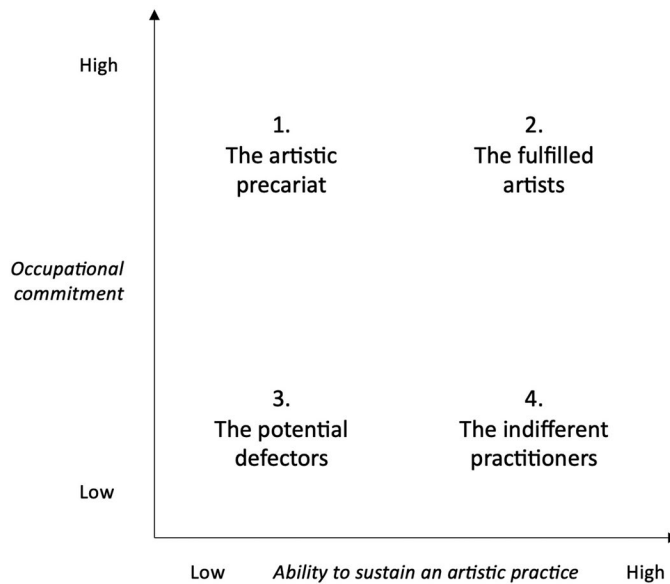 High
1.
The artistic
precariat
2.
The fulfilled
artists
Occupational
commitment
3.
The potential
defectors
4.
The indifferent
practitioners
Low
Low
Ability to sustain an artistic practice
High